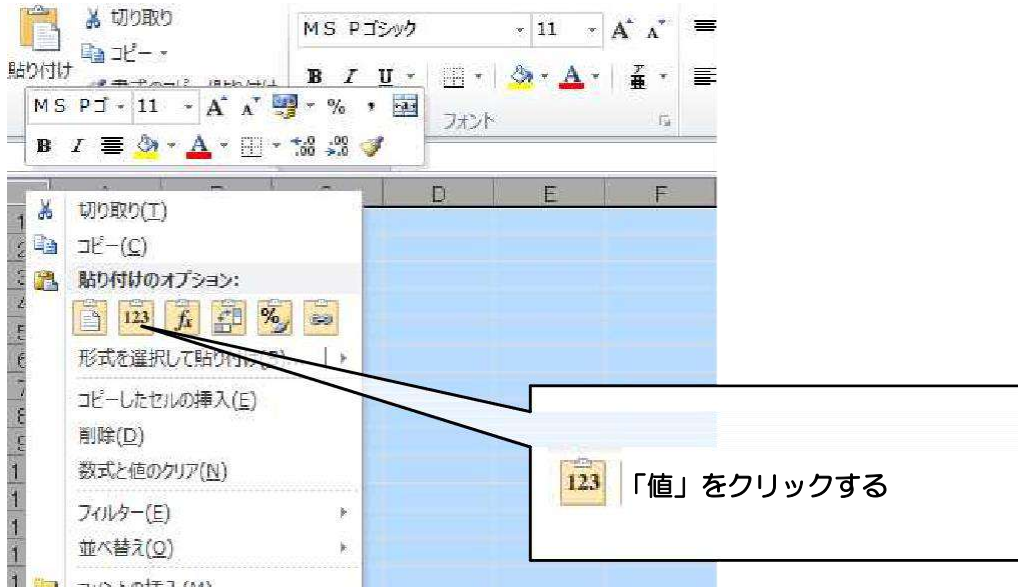 切り取り
コピー
貼り付け
MS Pゴシック 11 A A
B I U A
フォント
MS Pゴ 11 A A % ,
B I A .00 .0
D E F
切り取り(T)
コピー(C)
貼り付けのオプション:
123 fx %
形式を選択して貼り付け(S)...
コピーしたセルの挿入(E)
削除(D)
数式と値のクリア(N)
フィルター(E)
並べ替え(O)
123 「値」をクリックする